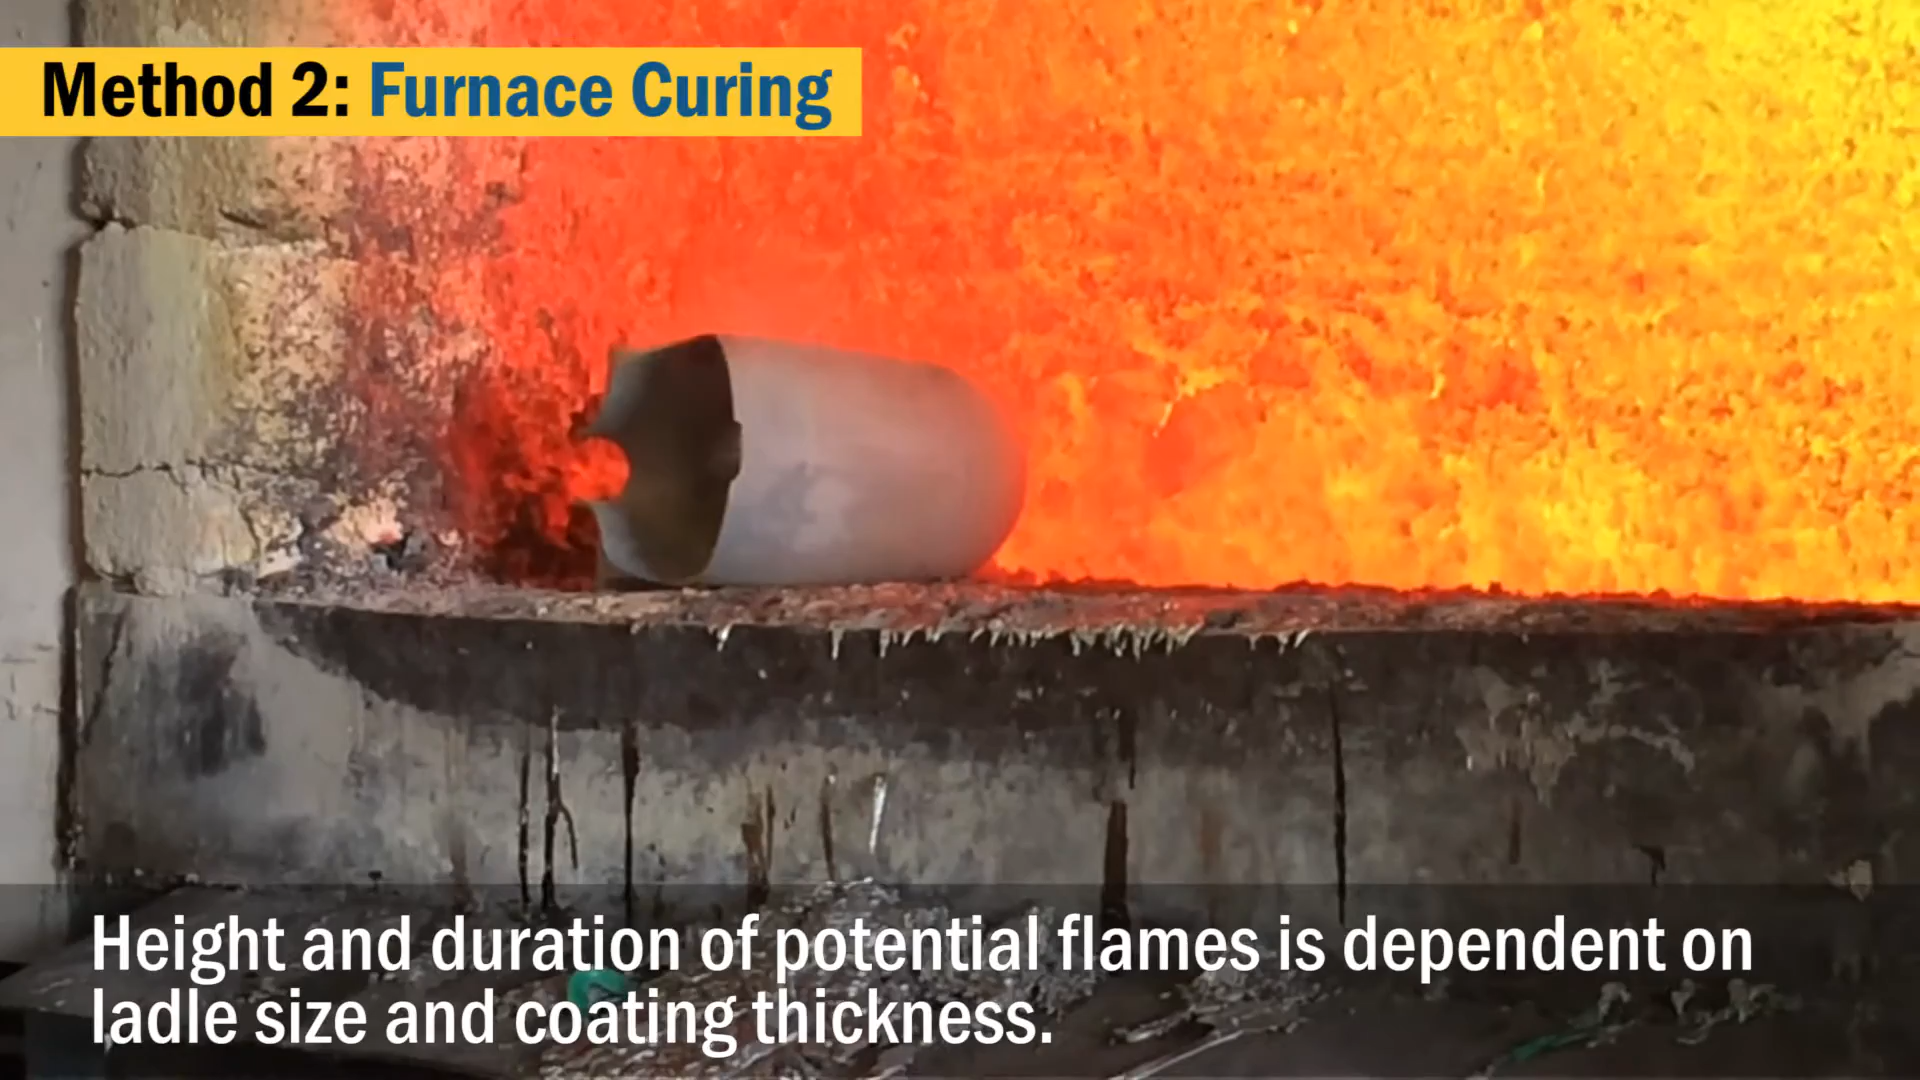 Method 2: Furnace Curing
Height and duration of potential flames is dependent on
ladle size and coating thickness.